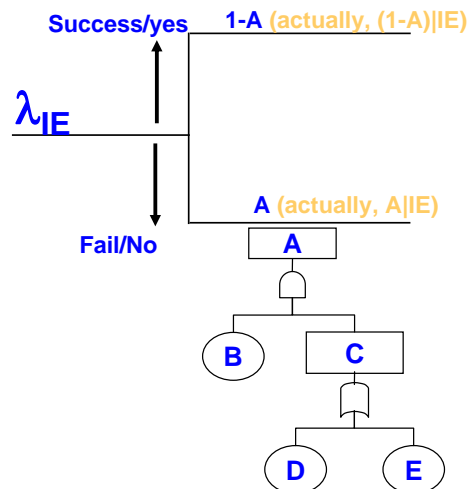 Success/yes
1-A (actually, (1-A)|IE)
λIE
A (actually, A|IE)
Fail/No
A
B
C
D
E